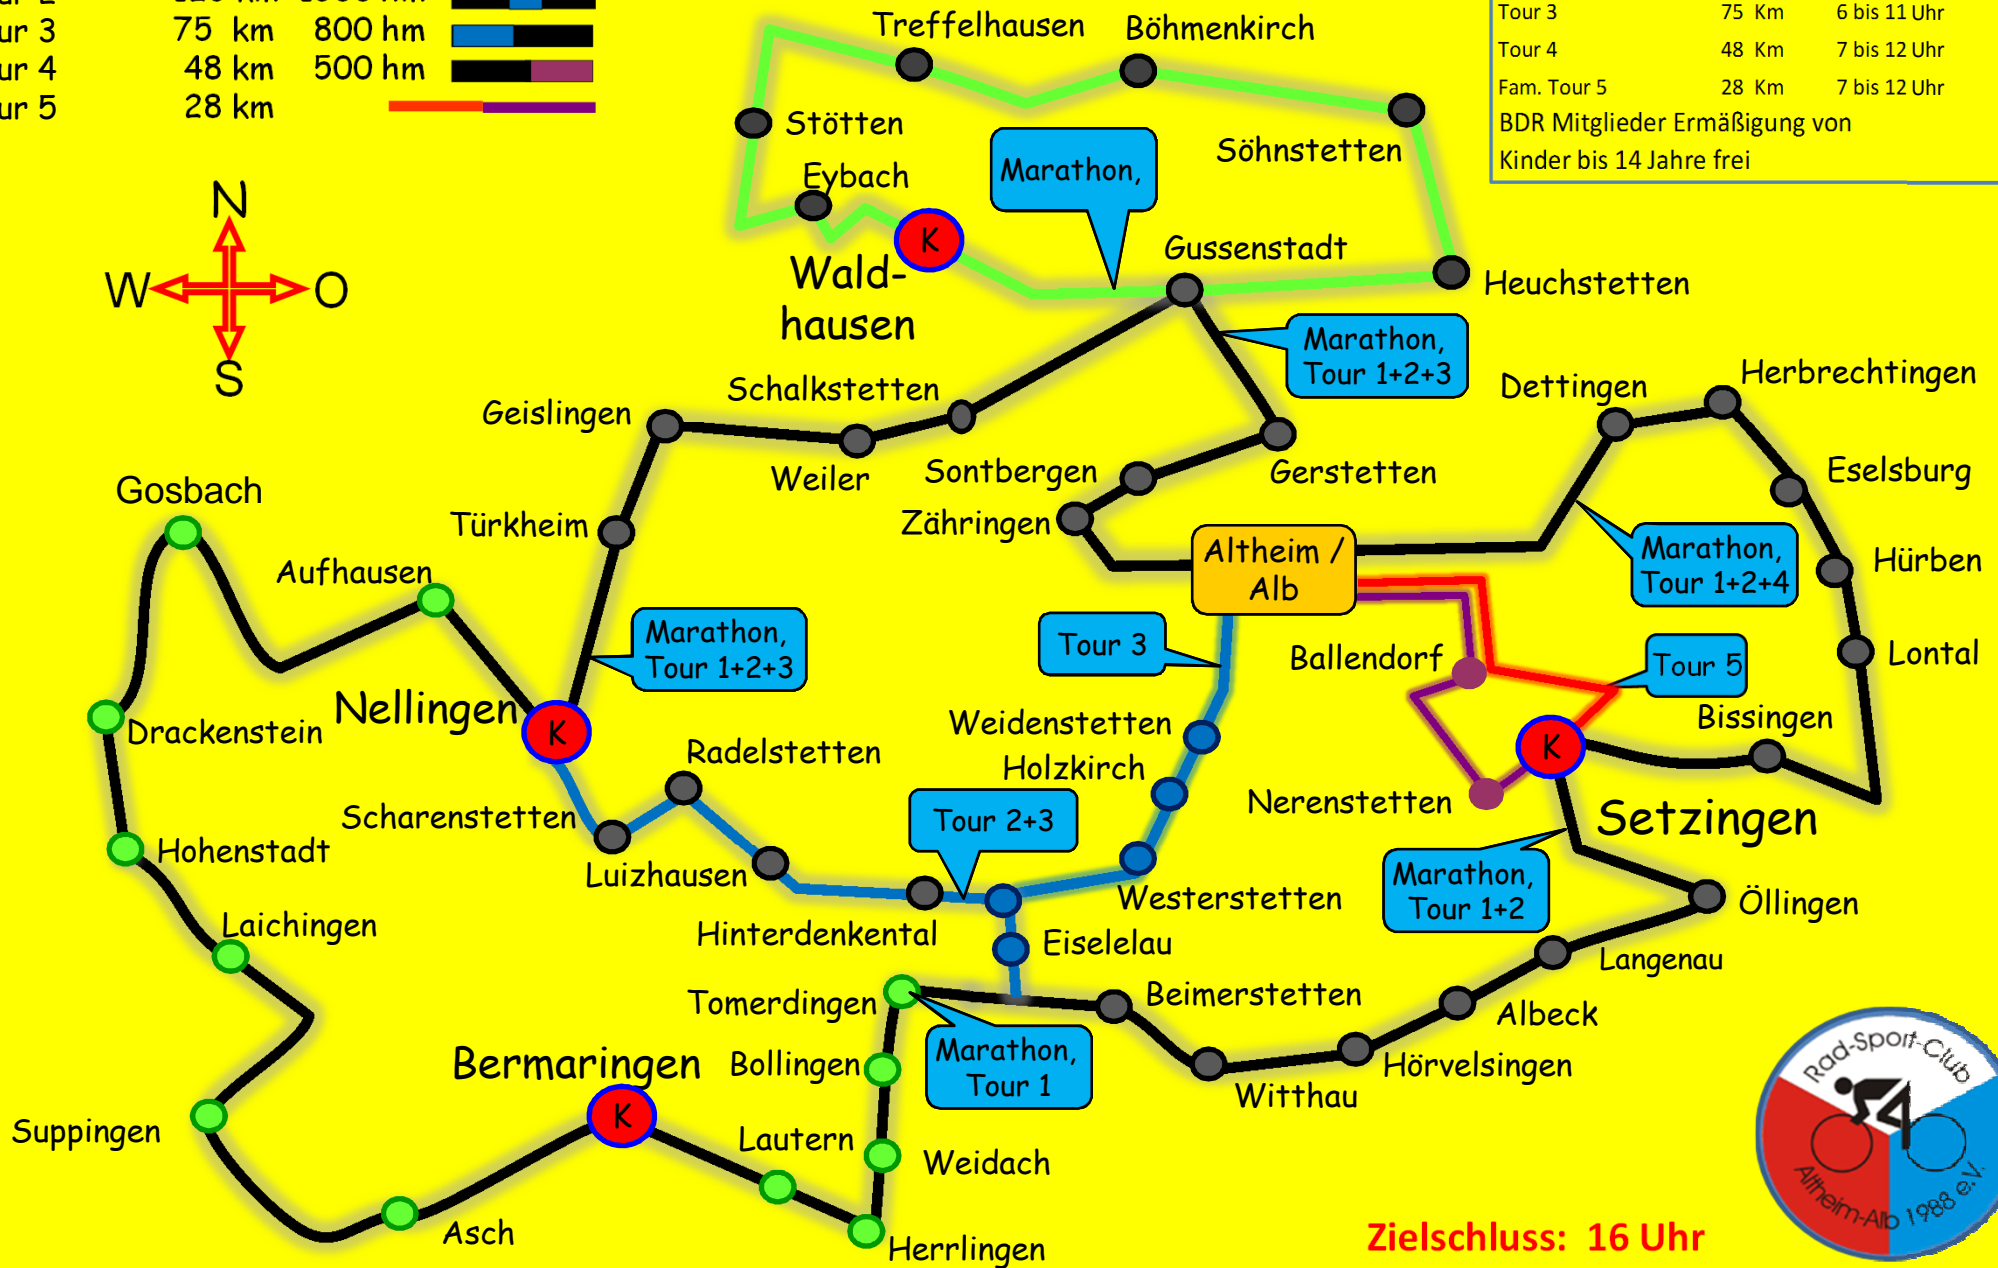 75 km 800 hm
48 km 500 hm
28 km
Tour 3 75 Km 6 bis 11 Uhr
Tour 4 48 Km 7 bis 12 Uhr
Fam. Tour 5 28 Km 7 bis 12 Uhr
BDR Mitglieder Ermäßigung von
Kinder bis 14 Jahre frei
N
W O
S
Treffelhausen
Böhmenkirch
Stötten
Söhnstetten
Eybach
Marathon,
K
Wald-
hausen
Gussenstadt
Heuchstetten
Marathon,
Tour 1+2+3
Schalkstetten
Geislingen
Weiler
Sontbergen
Gerstetten
Zähringen
Türkheim
Dettingen
Herbrechtingen
Eselsburg
Hürben
Lontal
Marathon,
Tour 1+2+4
Altheim /
Alb
Gosbach
Aufhausen
Marathon,
Tour 1+2+3
Tour 3
Ballendorf
Tour 5
Bissingen
Nellingen
K
Drackenstein
Weidenstetten
Holzkirch
K
Setzingen
Nerenstetten
Radelstetten
Scharenstetten
Tour 2+3
Hohenstadt
Luizhausen
Westerstetten
Marathon,
Tour 1+2
Öllingen
Laichingen
Hinterdenkental
Eiselelau
Langenau
Tomerdingen
Beimerstetten
Albeck
Marathon,
Tour 1
Bermaringen
K
Bollingen
Hörvelsingen
Witthau
Suppingen
Lautern
Weidach
Asch
Herrlingen
Zielschluss: 16 Uhr
Rad-Sport-Club
Altheim-Alb 1988 e.V.